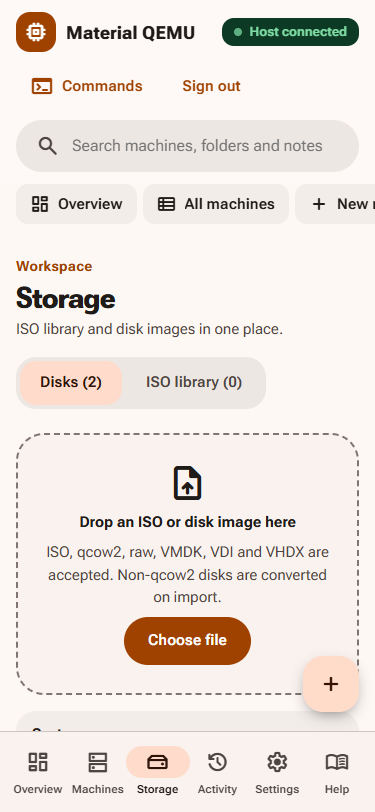 Material QEMU
Host connected
Commands
Sign out
Search machines, folders and notes
Overview
All machines
New
Workspace
Storage
ISO library and disk images in one place.
Disks (2)
ISO library (0)
Drop an ISO or disk image here
ISO, qcow2, raw, VMDK, VDI and VHDX are
accepted. Non-qcow2 disks are converted
on import.
Choose file
Overview
Machines
Storage
Activity
Settings
Help